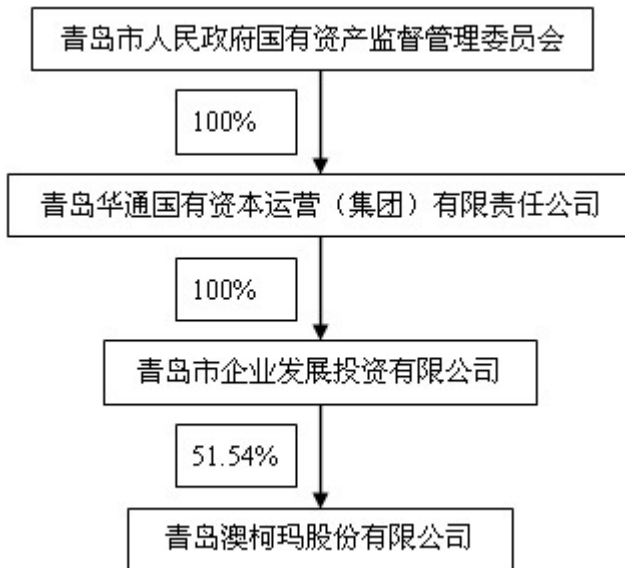 青岛市人民政府国有资产监督管理委员会
100%
青岛华通国有资本运营（集团）有限责任公司
100%
青岛市企业发展投资有限公司
51.54%
青岛澳柯玛股份有限公司